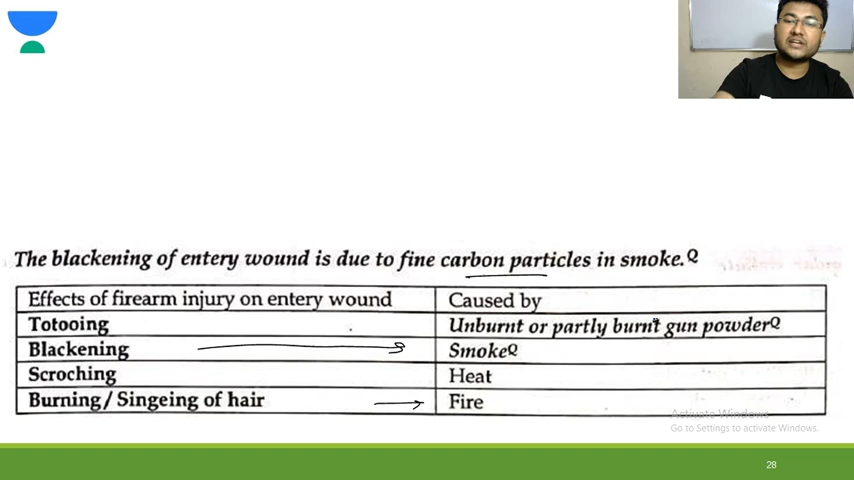 The blackening of entery wound is due to fine carbon particles in smoke.Q
Effects of firearm injury on entery wound Caused by
Totooing Unburnt or partly burnt gun powderQ
Blackening SmokeQ
Scroching Heat
Burning/Singeing of hair Fire
Activate Windows
Go to Settings to activate Windows.
28